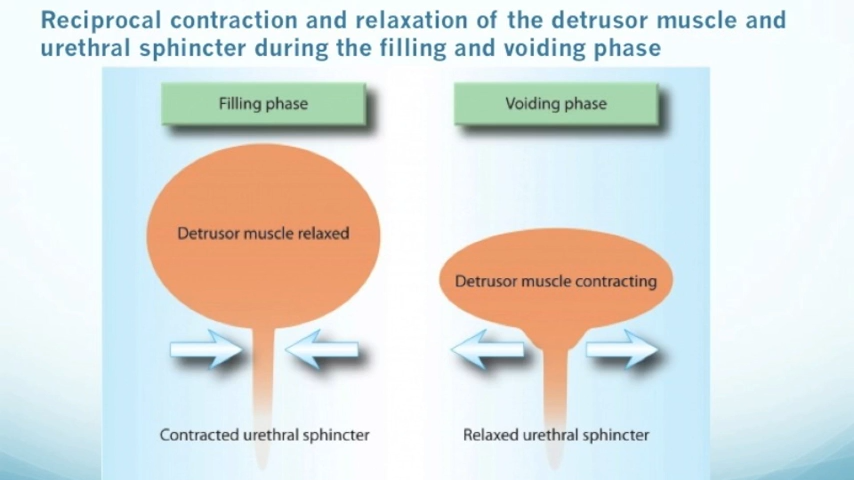 Reciprocal contraction and relaxation of the detrusor muscle and
urethral sphincter during the filling and voiding phase
Filling phase
Voiding phase
Detrusor muscle relaxed
Detrusor muscle contracting
Contracted urethral sphincter
Relaxed urethral sphincter